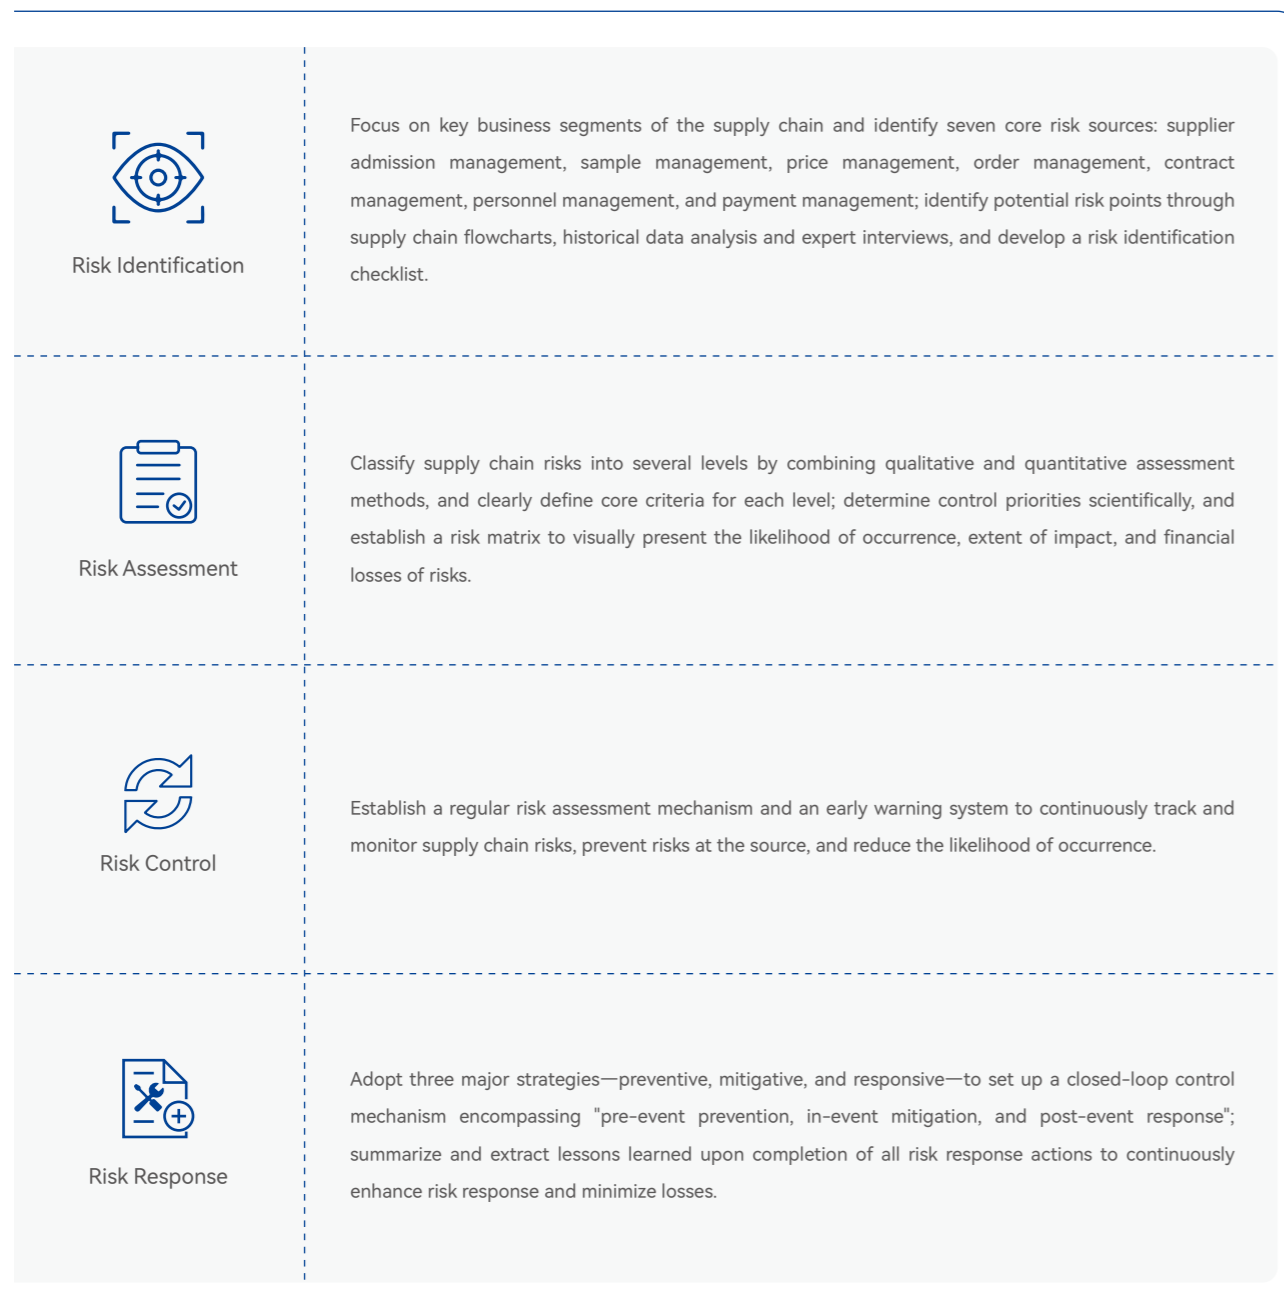 Risk Identification
Focus on key business segments of the supply chain and identify seven core risk sources: supplier
admission management, sample management, price management, order management, contract
management, personnel management, and payment management; identify potential risk points through
supply chain flowcharts, historical data analysis and expert interviews, and develop a risk identification
checklist.
Risk Assessment
Classify supply chain risks into several levels by combining qualitative and quantitative assessment
methods, and clearly define core criteria for each level; determine control priorities scientifically, and
establish a risk matrix to visually present the likelihood of occurrence, extent of impact, and financial
losses of risks.
Risk Control
Establish a regular risk assessment mechanism and an early warning system to continuously track and
monitor supply chain risks, prevent risks at the source, and reduce the likelihood of occurrence.
Risk Response
Adopt three major strategies—preventive, mitigative, and responsive—to set up a closed-loop control
mechanism encompassing "pre-event prevention, in-event mitigation, and post-event response";
summarize and extract lessons learned upon completion of all risk response actions to continuously
enhance risk response and minimize losses.